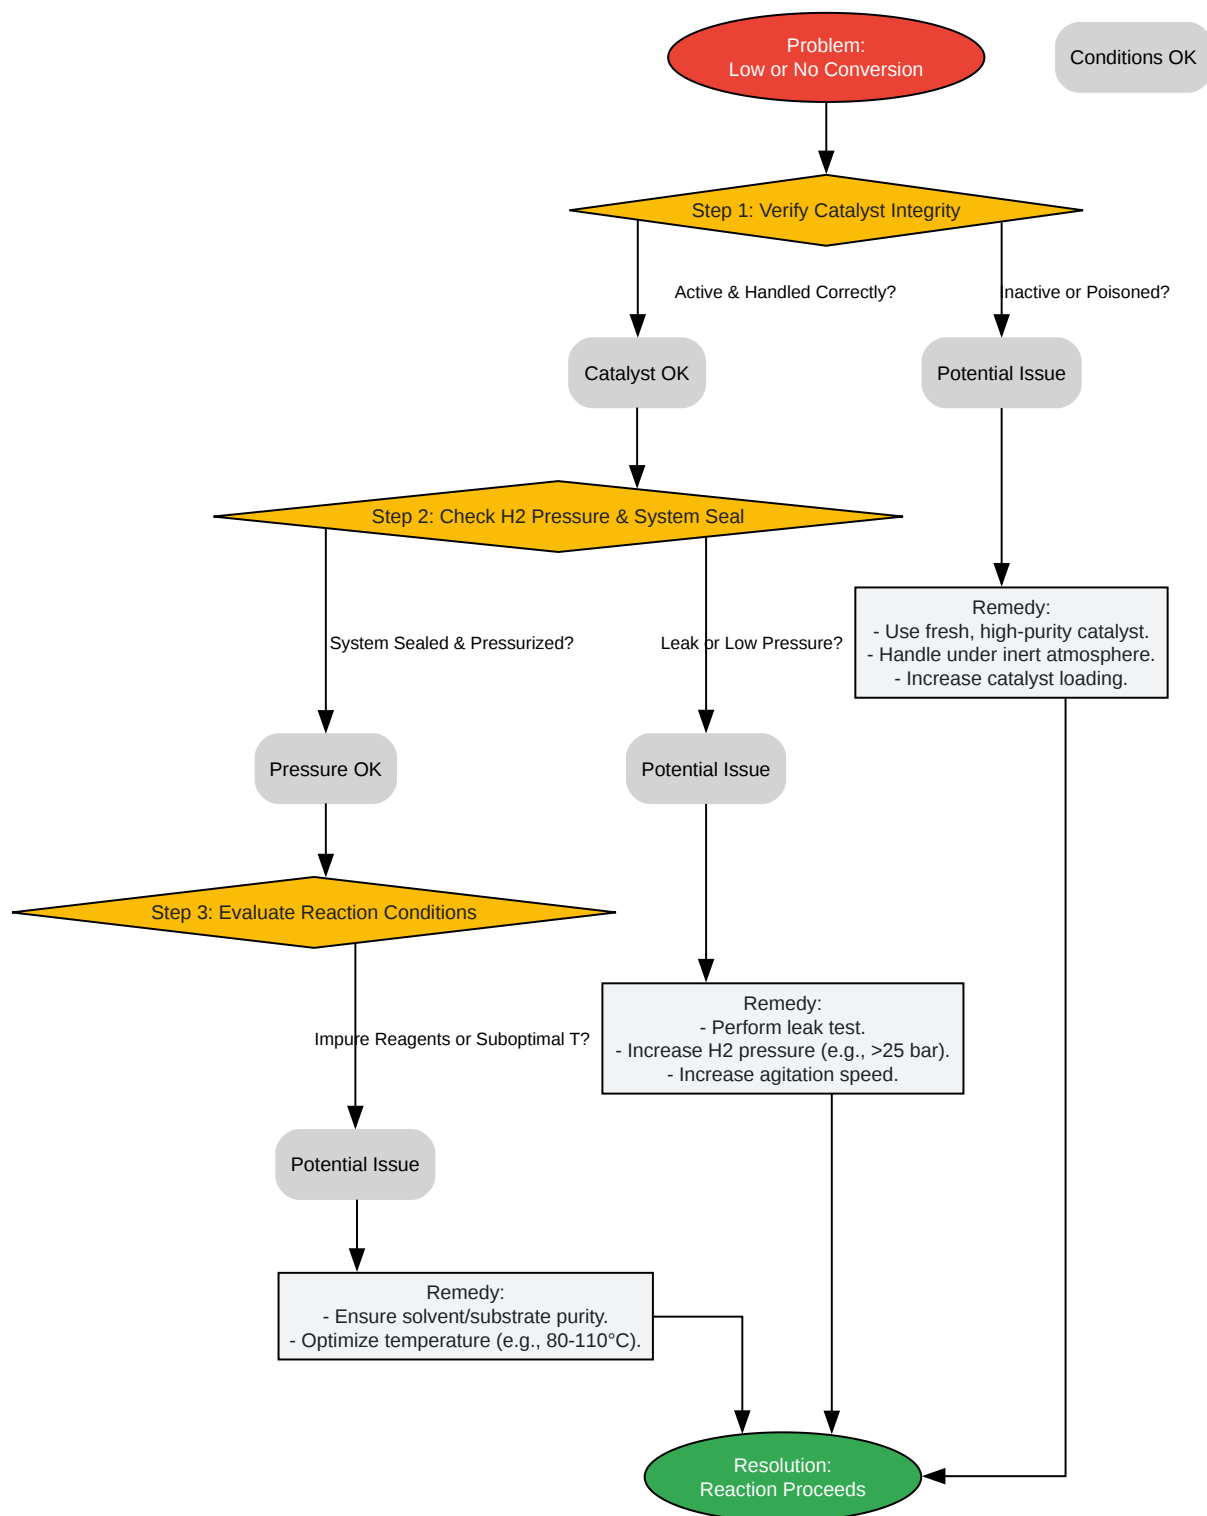 Problem:
Low or No Conversion
Conditions OK
Step 1: Verify Catalyst Integrity
Active & Handled Correctly?
Inactive or Poisoned?
Catalyst OK
Potential Issue
Step 2: Check H2 Pressure & System Seal
Remedy:
- Use fresh, high-purity catalyst.
- Handle under inert atmosphere.
- Increase catalyst loading.
System Sealed & Pressurized?
Leak or Low Pressure?
Pressure OK
Potential Issue
Step 3: Evaluate Reaction Conditions
Remedy:
- Perform leak test.
- Increase H2 pressure (e.g., >25 bar).
- Increase agitation speed.
Impure Reagents or Suboptimal T?
Potential Issue
Remedy:
- Ensure solvent/substrate purity.
- Optimize temperature (e.g., 80-110°C).
Resolution:
Reaction Proceeds